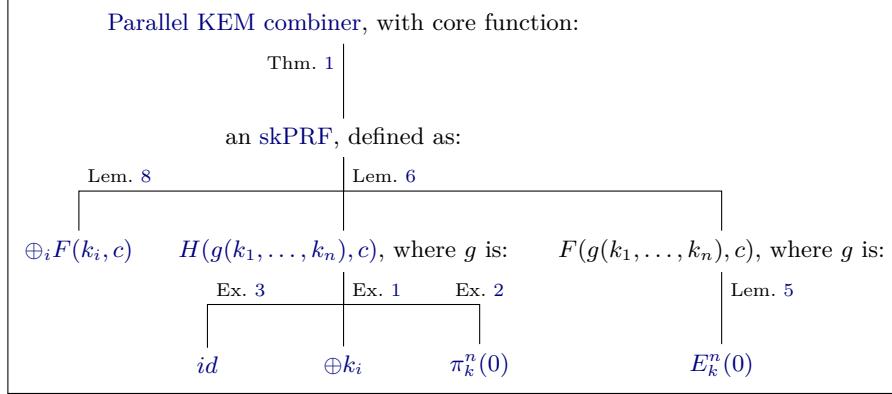 Parallel KEM combiner, with core function:
Thm. 1
an skPRF, defined as:
Lem. 8 Lem. 6
⊕ᵢF(kᵢ, c) H(g(k₁, . . . , kₙ), c), where g is: F(g(k₁, . . . , kₙ), c), where g is:
Ex. 3 Ex. 1 Ex. 2 Lem. 5
id ⊕kᵢ πₖⁿ(0) Eₖⁿ(0)